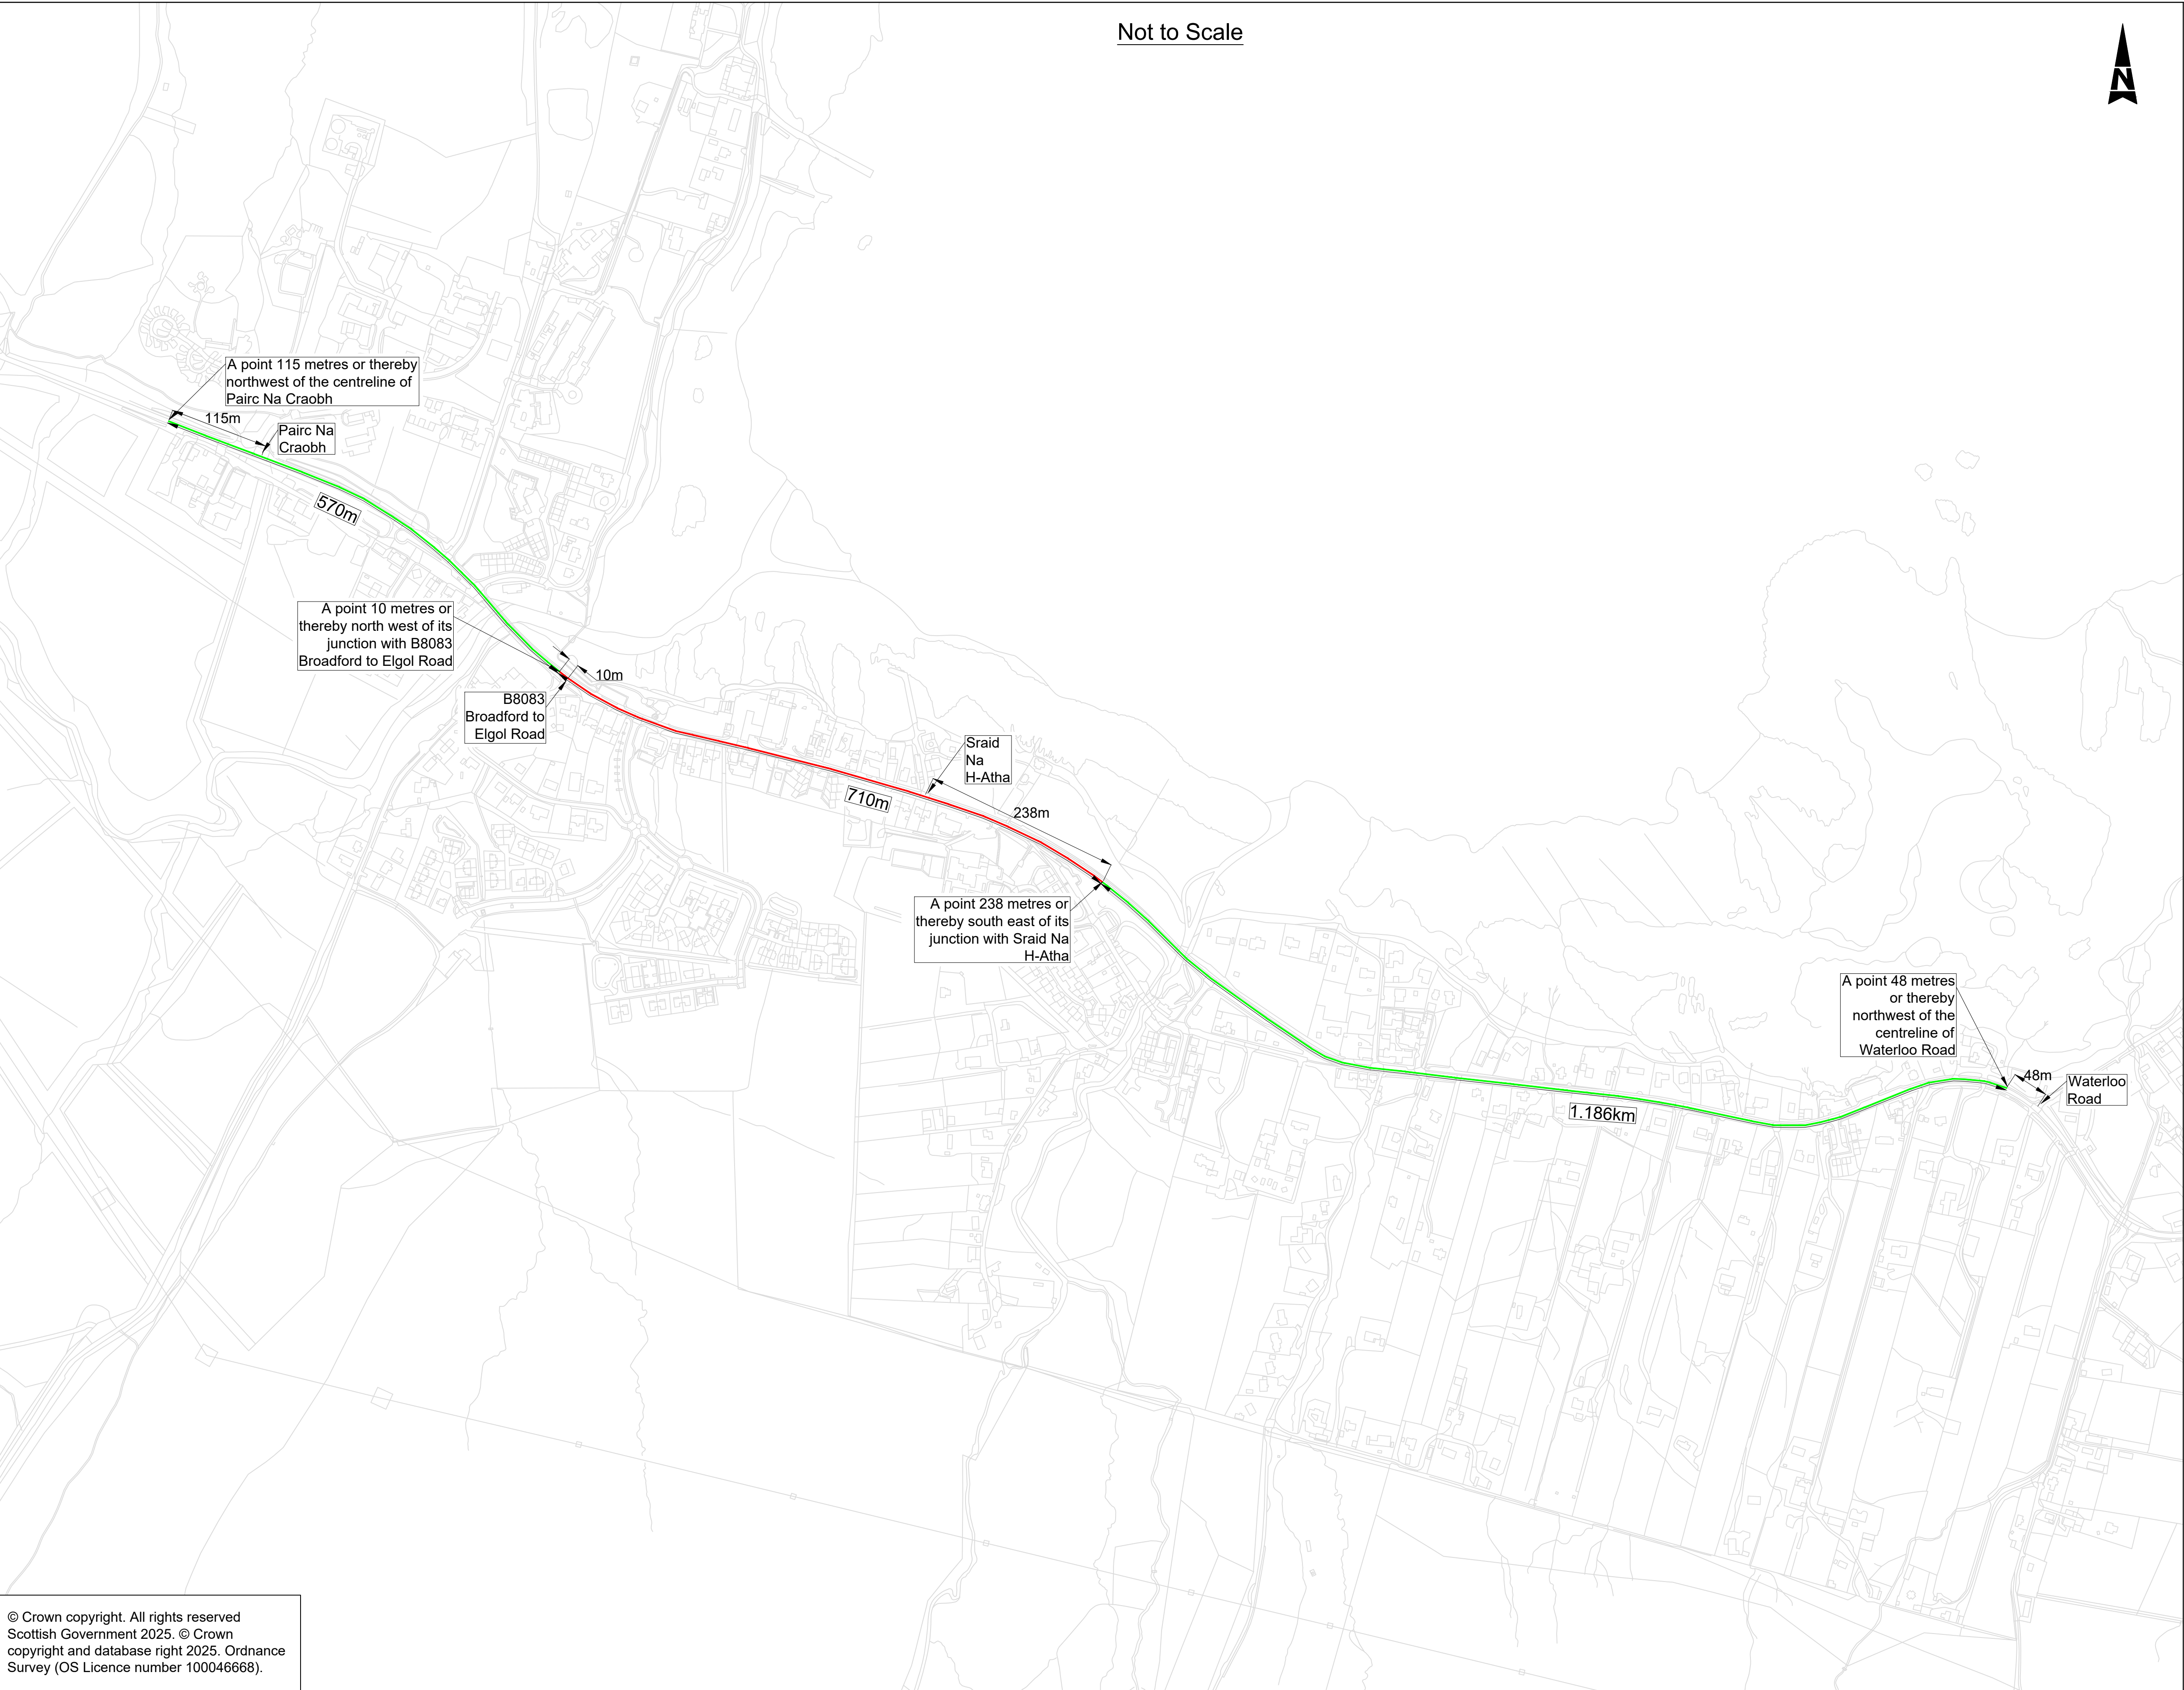 Not to Scale
N
A point 115 metres or thereby
northwest of the centreline of
Pairc Na Craobh
115m
Pairc Na
Craobh
570m
A point 10 metres or
thereby north west of its
junction with B8083
Broadford to Elgol Road
10m
B8083
Broadford to
Elgol Road
Sraid
Na
H-Atha
710m
238m
A point 238 metres or
thereby south east of its
junction with Sraid Na
H-Atha
A point 48 metres
or thereby
northwest of the
centreline of
Waterloo Road
48m
Waterloo
Road
1.186km
© Crown copyright. All rights reserved
Scottish Government 2025. © Crown
copyright and database right 2025. Ordnance
Survey (OS Licence number 100046668).